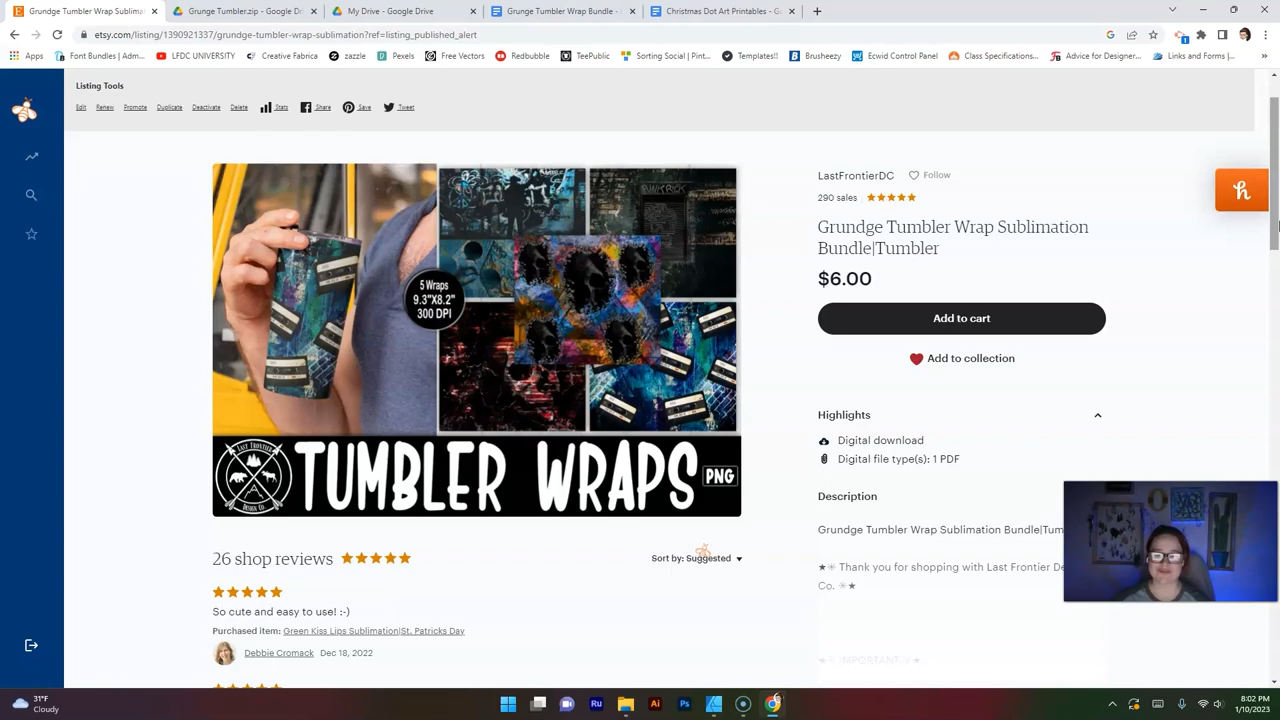 Grundge Tumbler Wrap Sublimat
Grunge Tumbler.zip - Google Dri
My Drive - Google Drive
Grunge Tumbler Wrap Bundle -
Christmas Dot Art Printables - G
etsy.com/listing/1390921337/grundge-tumbler-wrap-sublimation?ref=listing_published_alert
Apps
Font Bundles | Adm...
LFDC UNIVERSITY
Creative Fabrica
zazzle
Pexels
Free Vectors
Redbubble
TeePublic
Sorting Social | Pint...
Templates!!
Brusheezy
Ecwid Control Panel
Class Specifications...
Advice for Designer...
Links and Forms |...
Listing Tools
Edit Renew Promote Duplicate Deactivate Delete Stats Share Save Tweet
LastFrontierDC Follow
290 sales
Grundge Tumbler Wrap Sublimation
Bundle|Tumbler
$6.00
Add to cart
Add to collection
Highlights
Digital download
Digital file type(s): 1 PDF
Description
Grundge Tumbler Wrap Sublimation Bundle|Tum
★✳ Thank you for shopping with Last Frontier De
Co. ✳★
IMPORTANT
5 Wraps
9.3"X8.2"
300 DPI
LAST FRONTIER
DESIGN CO.
TUMBLER WRAPS
PNG
26 shop reviews
Sort by: Suggested
So cute and easy to use! :-)
Purchased item: Green Kiss Lips Sublimation|St. Patricks Day
Debbie Cromack Dec 18, 2022
31°F
Cloudy
8:02 PM
1/10/2023